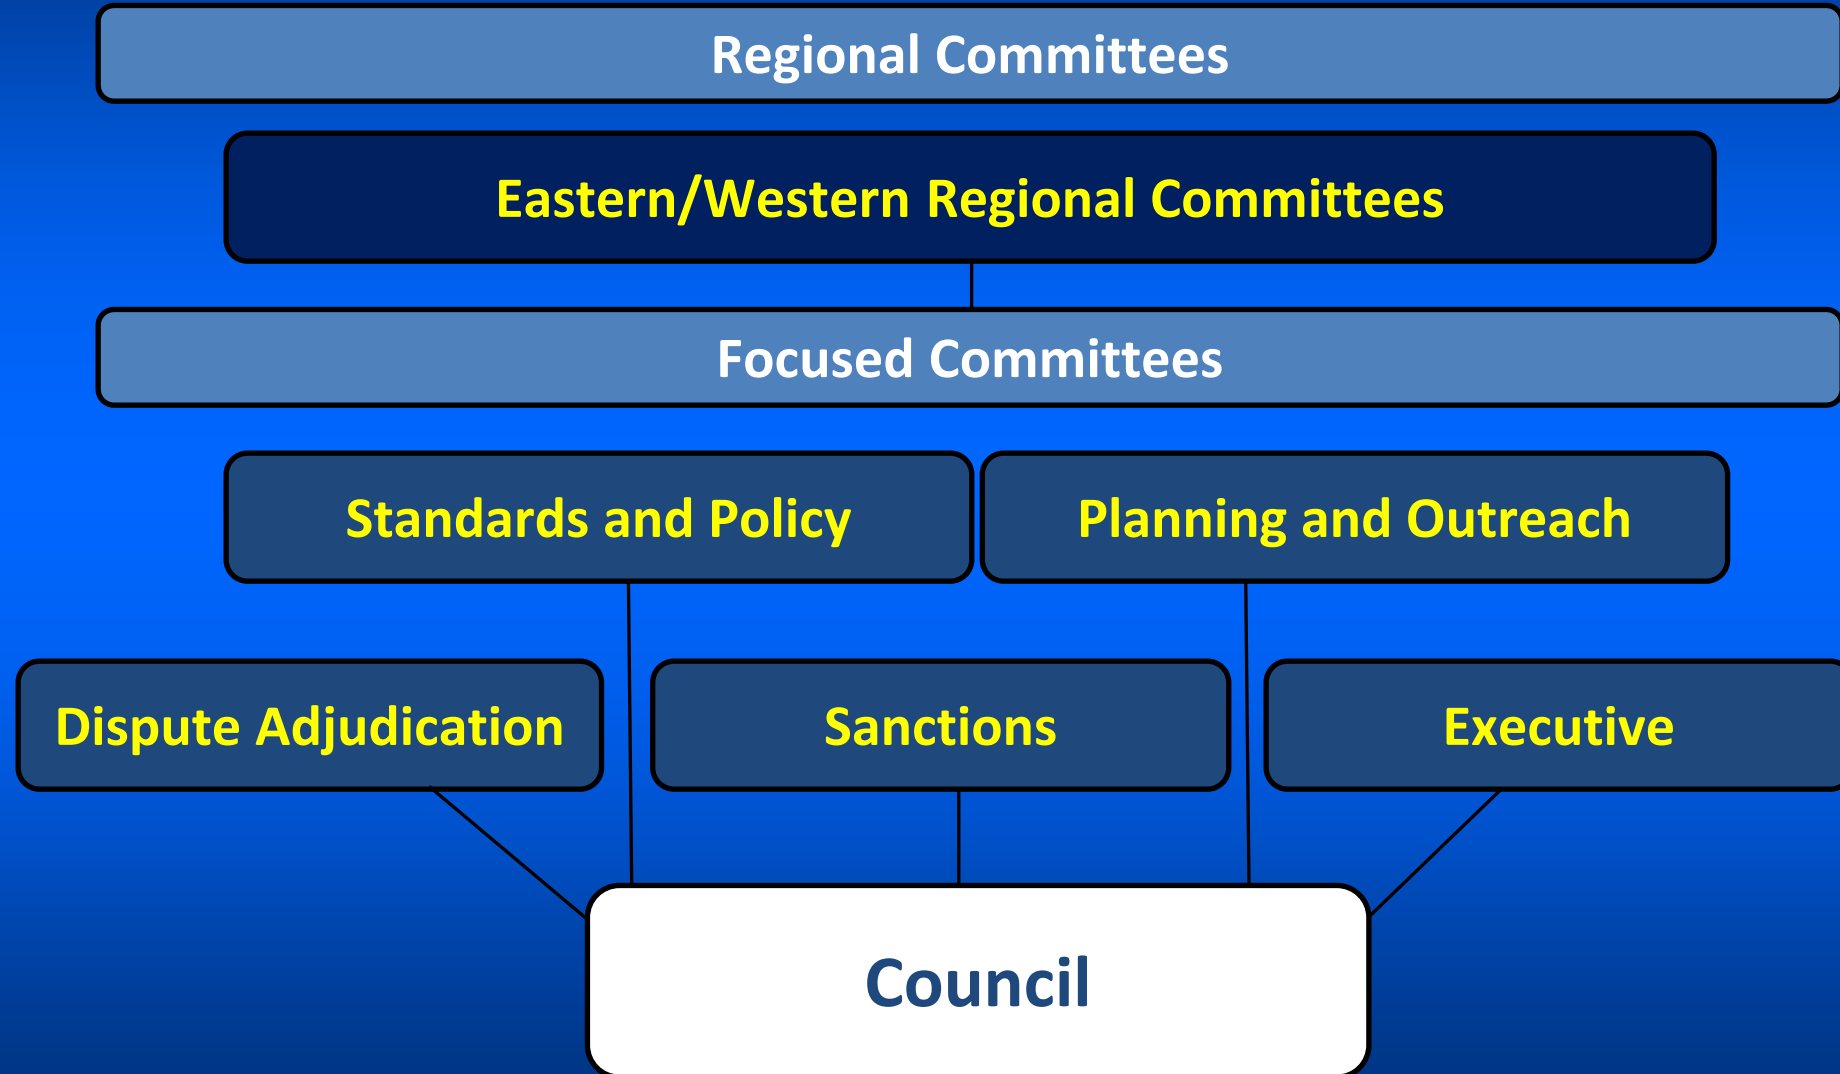 Regional Committees
Eastern/Western Regional Committees
Focused Committees
Standards and Policy
Planning and Outreach
Dispute Adjudication
Sanctions
Executive
Council